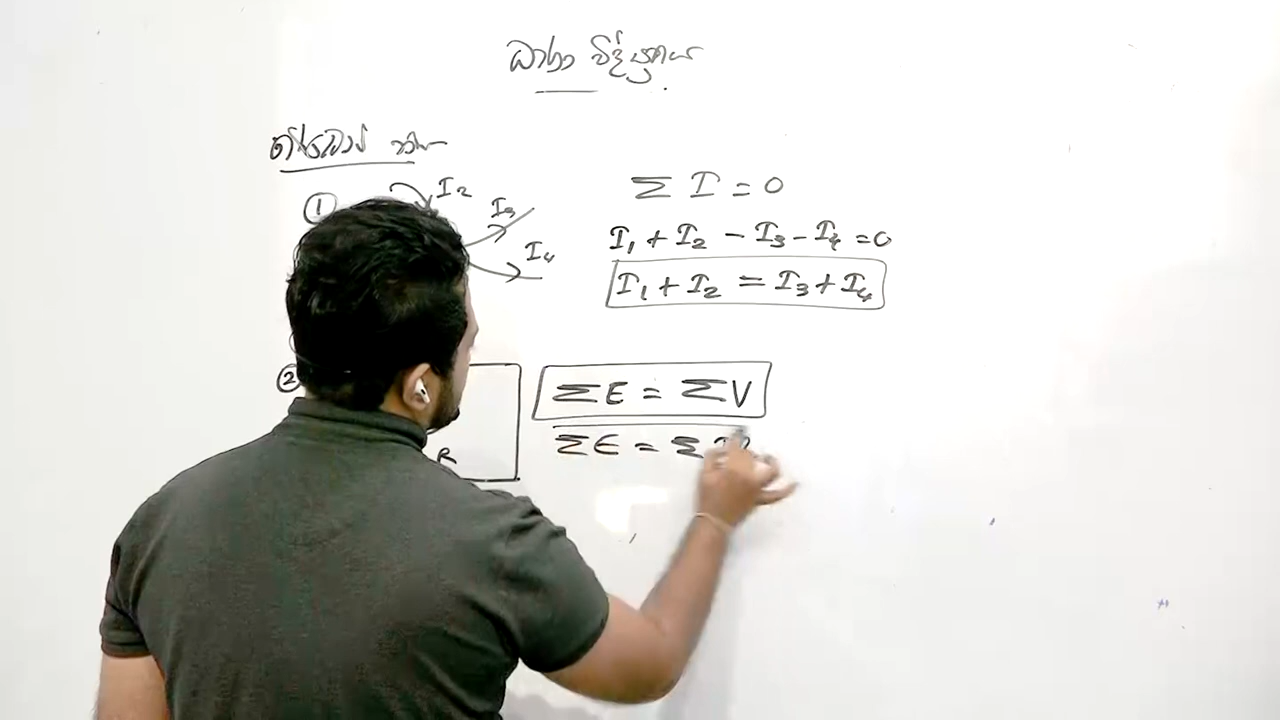 ධාරා විද්‍යුතය
කිර්චොෆ් නියම
①
I₂
I₃
I₄
Σ I = 0
I₁ + I₂ - I₃ - I₄ = 0
I₁ + I₂ = I₃ + I₄
②
R
ΣE = ΣV
ΣE = Σ